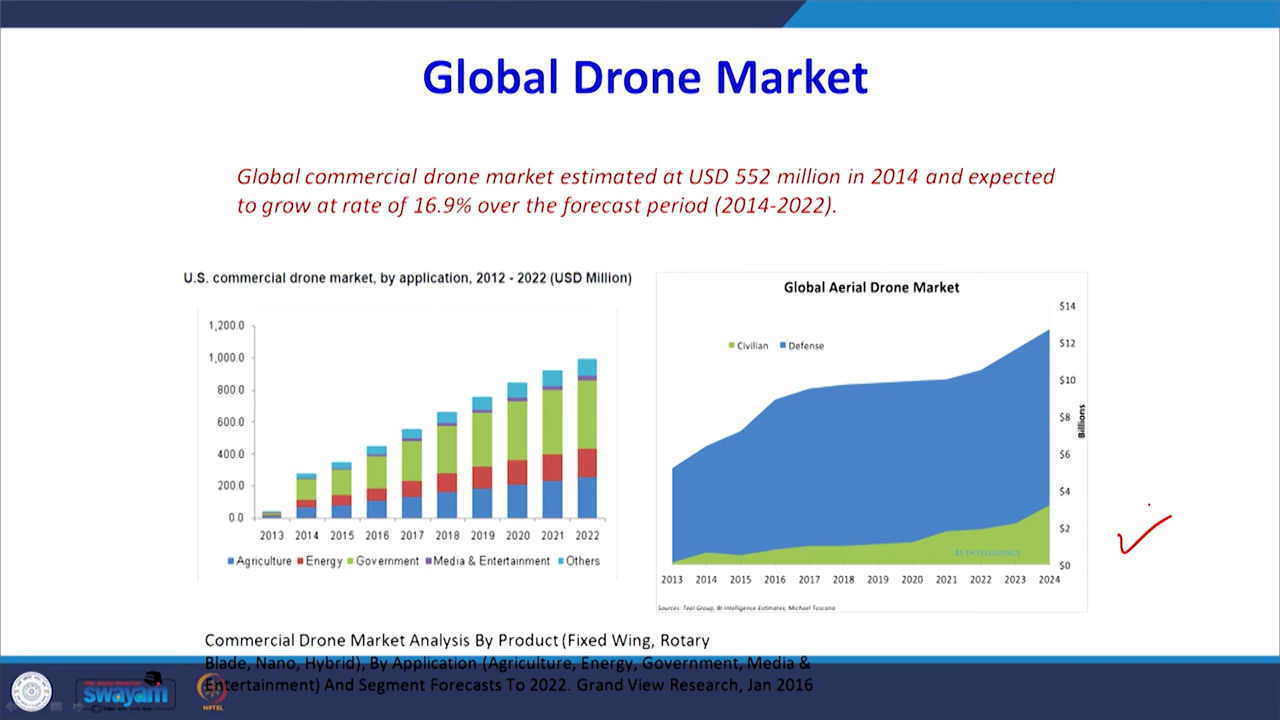 Global Drone Market
Global commercial drone market estimated at USD 552 million in 2014 and expected
to grow at rate of 16.9% over the forecast period (2014-2022).
U.S. commercial drone market, by application, 2012 - 2022 (USD Million)
1,200.0
1,000.0
800.0
600.0
400.0
200.0
0.0
2013 2014 2015 2016 2017 2018 2019 2020 2021 2022
Agriculture Energy Government Media & Entertainment Others
Global Aerial Drone Market
Civilian Defense
$14
$12
$10
$8
$6
$4
$2
$0
Billions
BI INTELLIGENCE
2013 2014 2015 2016 2017 2018 2019 2020 2021 2022 2023 2024
Sources: Teal Group, BI Intelligence Estimates, Michael Toscano
Commercial Drone Market Analysis By Product (Fixed Wing, Rotary
Blade, Nano, Hybrid), By Application (Agriculture, Energy, Government, Media &
Entertainment) And Segment Forecasts To 2022. Grand View Research, Jan 2016
swayam
NPTEL